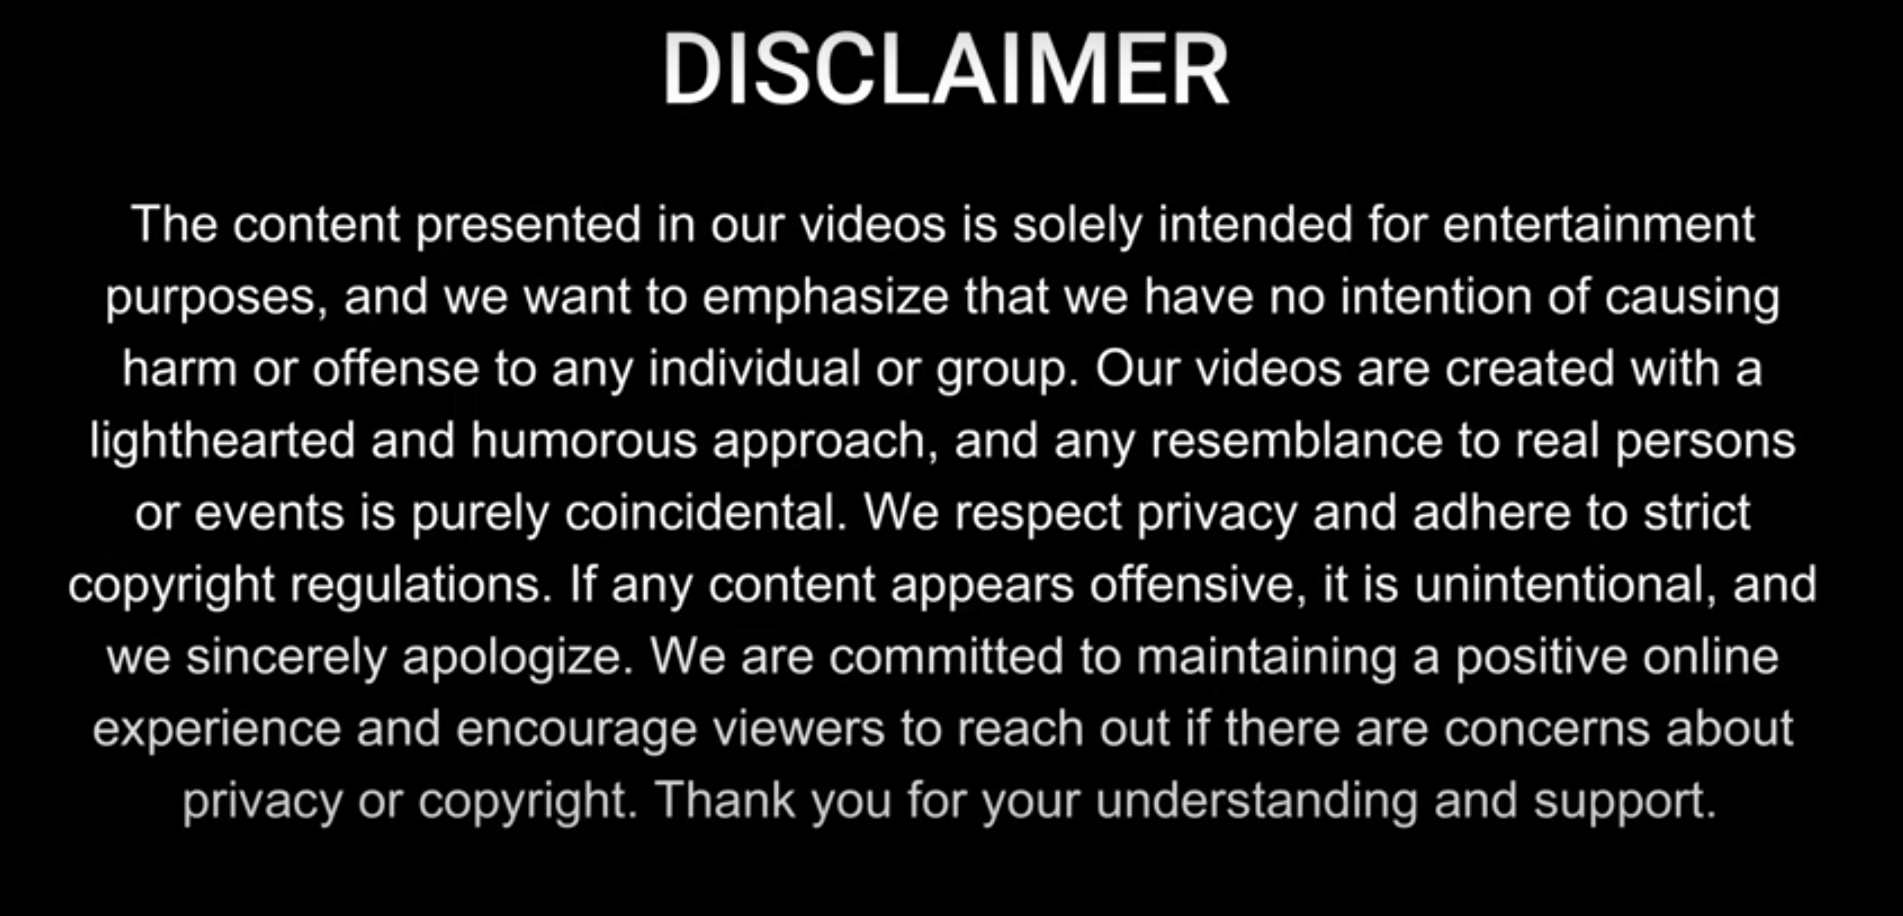 DISCLAIMER
The content presented in our videos is solely intended for entertainment
purposes, and we want to emphasize that we have no intention of causing
harm or offense to any individual or group. Our videos are created with a
lighthearted and humorous approach, and any resemblance to real persons
or events is purely coincidental. We respect privacy and adhere to strict
copyright regulations. If any content appears offensive, it is unintentional, and
we sincerely apologize. We are committed to maintaining a positive online
experience and encourage viewers to reach out if there are concerns about
privacy or copyright. Thank you for your understanding and support.